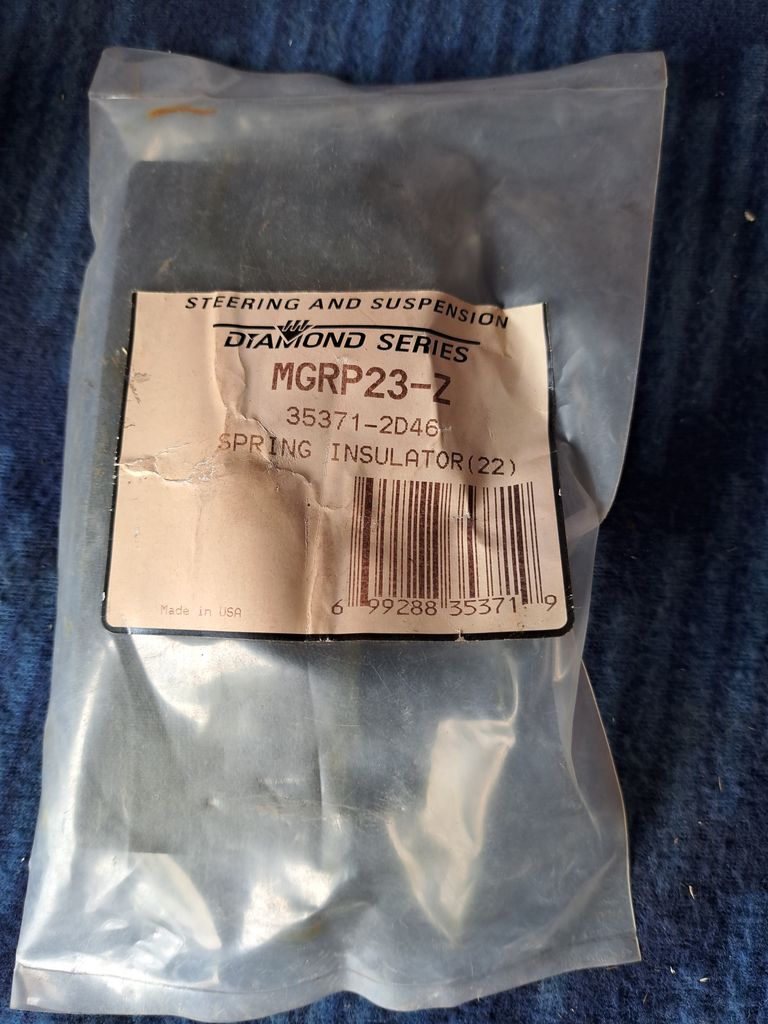 STEERING AND SUSPENSION
DIAMOND SERIES
MGRP23-Z
35371-2D46
SPRING INSULATOR(22)
6 99288 35371 9
Made in USA